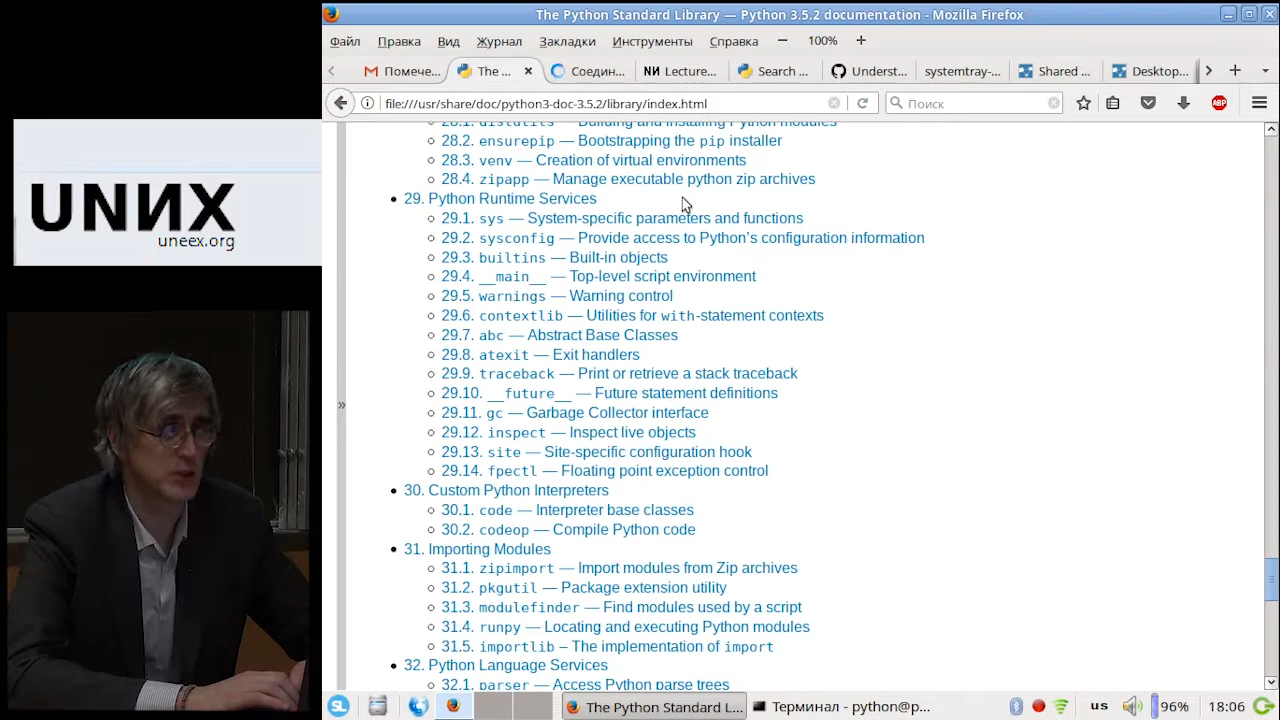 UNИX
uneex.org
The Python Standard Library — Python 3.5.2 documentation - Mozilla Firefox
Файл Правка Вид Журнал Закладки Инструменты Справка − 100% +
Помече... The ... × Соедин... NИ Lecture... Search ... Underst... systemtray-... Shared ... Desktop...
file:///usr/share/doc/python3-doc-3.5.2/library/index.html Поиск ABP
28.1. distutils — Building and installing Python modules
28.2. ensurepip — Bootstrapping the pip installer
28.3. venv — Creation of virtual environments
28.4. zipapp — Manage executable python zip archives
29. Python Runtime Services
29.1. sys — System-specific parameters and functions
29.2. sysconfig — Provide access to Python's configuration information
29.3. builtins — Built-in objects
29.4. __main__ — Top-level script environment
29.5. warnings — Warning control
29.6. contextlib — Utilities for with-statement contexts
29.7. abc — Abstract Base Classes
29.8. atexit — Exit handlers
29.9. traceback — Print or retrieve a stack traceback
29.10. __future__ — Future statement definitions
29.11. gc — Garbage Collector interface
29.12. inspect — Inspect live objects
29.13. site — Site-specific configuration hook
29.14. fpectl — Floating point exception control
30. Custom Python Interpreters
30.1. code — Interpreter base classes
30.2. codeop — Compile Python code
31. Importing Modules
31.1. zipimport — Import modules from Zip archives
31.2. pkgutil — Package extension utility
31.3. modulefinder — Find modules used by a script
31.4. runpy — Locating and executing Python modules
31.5. importlib – The implementation of import
32. Python Language Services
32.1. parser — Access Python parse trees
SL The Python Standard L... Терминал - python@p... us 96% 18:06